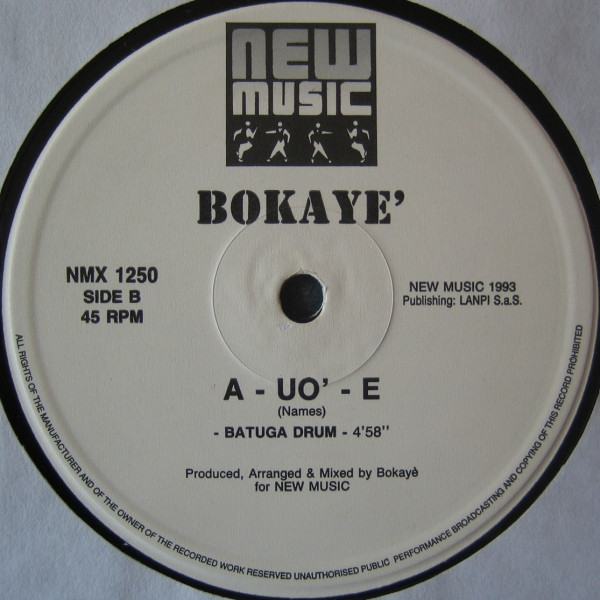 NEW
MUSIC
BOKAYE'
NMX 1250
SIDE B
45 RPM
NEW MUSIC 1993
Publishing: LANPI S.a.S.
A - UO' - E
(Names)
- BATUGA DRUM - 4'58''
Produced, Arranged & Mixed by Bokayè
for NEW MUSIC
ALL RIGHTS OF THE MANUFACTURER AND OF THE OWNER OF THE RECORDED WORK RESERVED UNAUTHORISED PUBLIC PERFORMANCE BROADCASTING AND COPYING OF THIS RECORD PROHIBITED